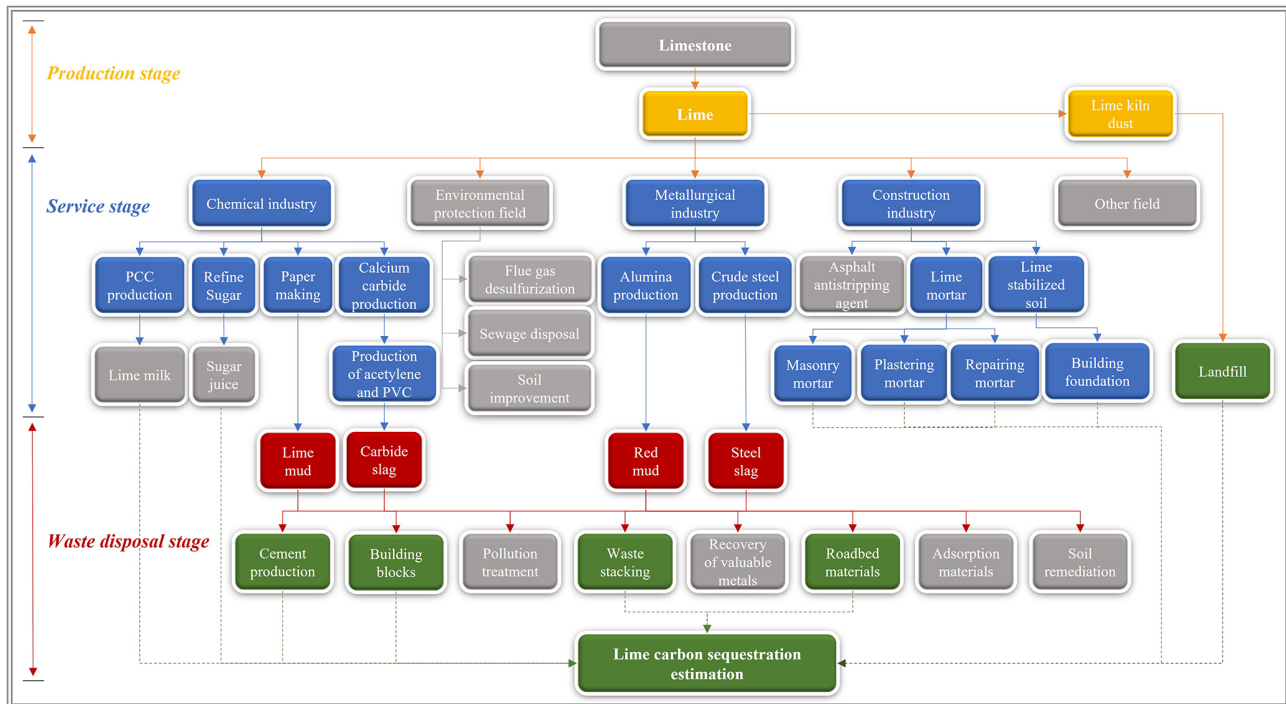 Limestone
Production stage
Lime
Lime kiln
dust
Service stage
Chemical industry
Environmental
protection field
Metallurgical
industry
Construction
industry
Other field
PCC
production
Refine
Sugar
Paper
making
Calcium
carbide
production
Flue gas
desulfurization
Alumina
production
Crude steel
production
Asphalt
antistripping
agent
Lime
mortar
Lime
stabilized
soil
Sewage disposal
Lime milk
Sugar
juice
Production
of acetylene
and PVC
Soil
improvement
Masonry
mortar
Plastering
mortar
Repairing
mortar
Building
foundation
Landfill
Lime
mud
Carbide
slag
Red
mud
Steel
slag
Waste disposal stage
Cement
production
Building
blocks
Pollution
treatment
Waste
stacking
Recovery
of valuable
metals
Roadbed
materials
Adsorption
materials
Soil
remediation
Lime carbon sequestration
estimation